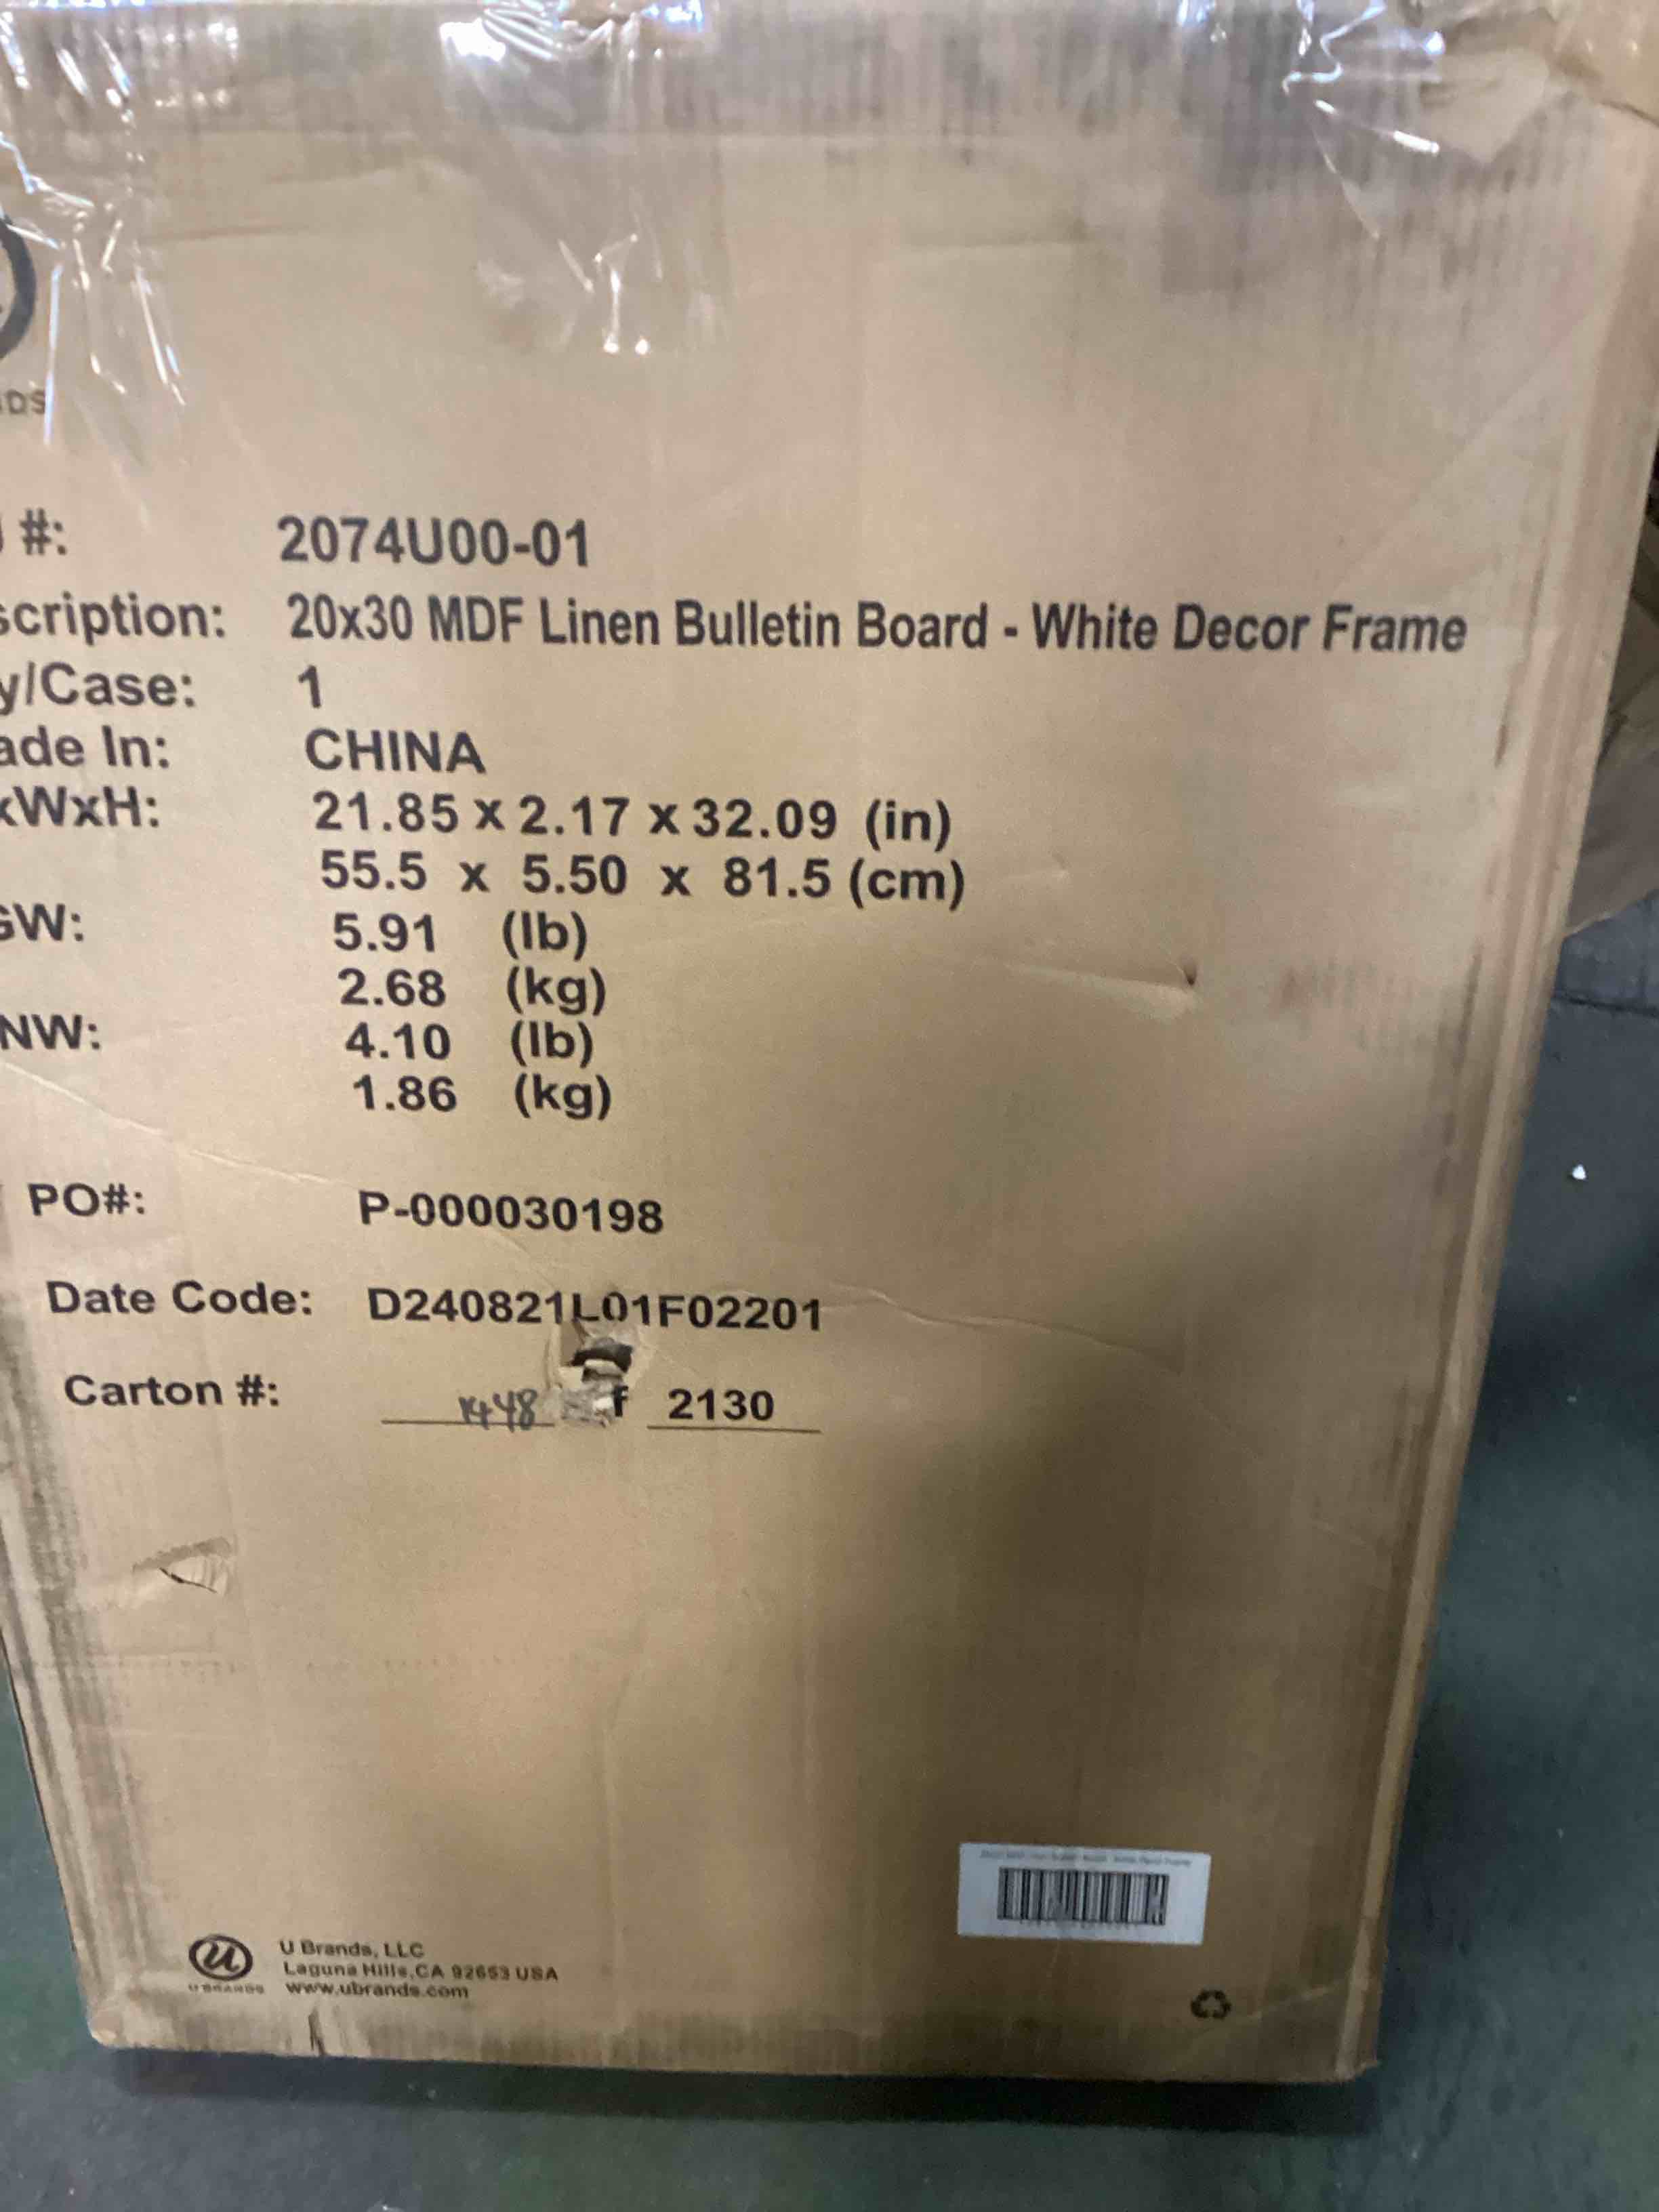 DS
#: 2074U00-01
scription: 20x30 MDF Linen Bulletin Board - White Decor Frame
y/Case: 1
ade In: CHINA
xWxH: 21.85 x 2.17 x 32.09 (in)
55.5 x 5.50 x 81.5 (cm)
GW: 5.91 (lb)
2.68 (kg)
NW: 4.10 (lb)
1.86 (kg)
PO#: P-000030198
Date Code: D240821L01F02201
Carton #: 1448 f 2130
U Brands, LLC
Laguna Hills,CA 92653 USA
U BRANDS www.ubrands.com